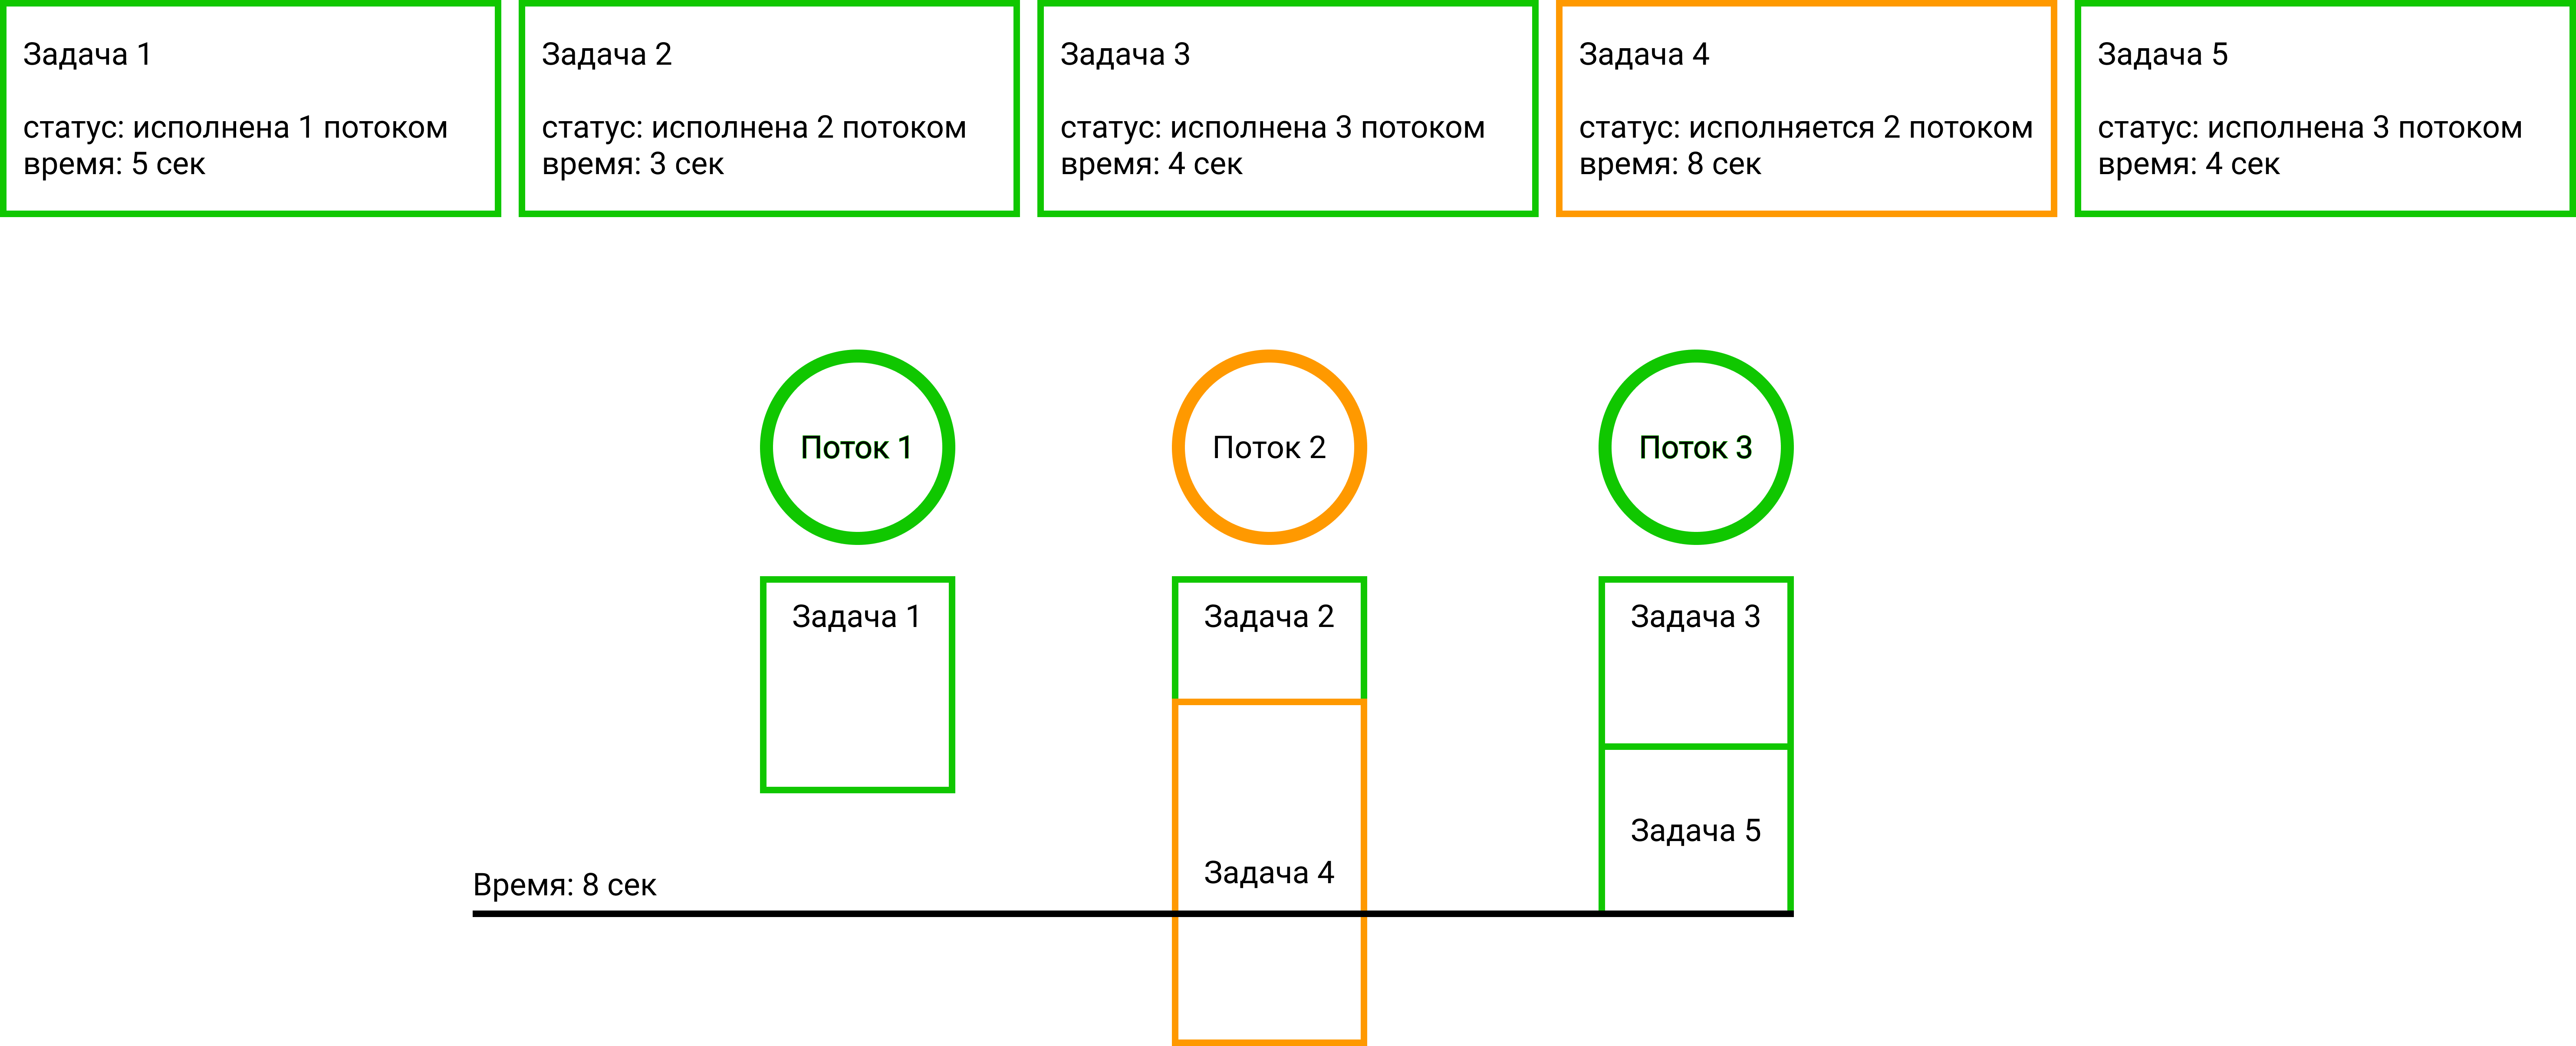 Задача 1
статус: исполнена 1 потоком
время: 5 сек
Задача 2
статус: исполнена 2 потоком
время: 3 сек
Задача 3
статус: исполнена 3 потоком
время: 4 сек
Задача 4
статус: исполняется 2 потоком
время: 8 сек
Задача 5
статус: исполнена 3 потоком
время: 4 сек
Поток 1
Поток 2
Поток 3
Задача 1
Задача 2
Задача 3
Задача 5
Задача 4
Время: 8 сек